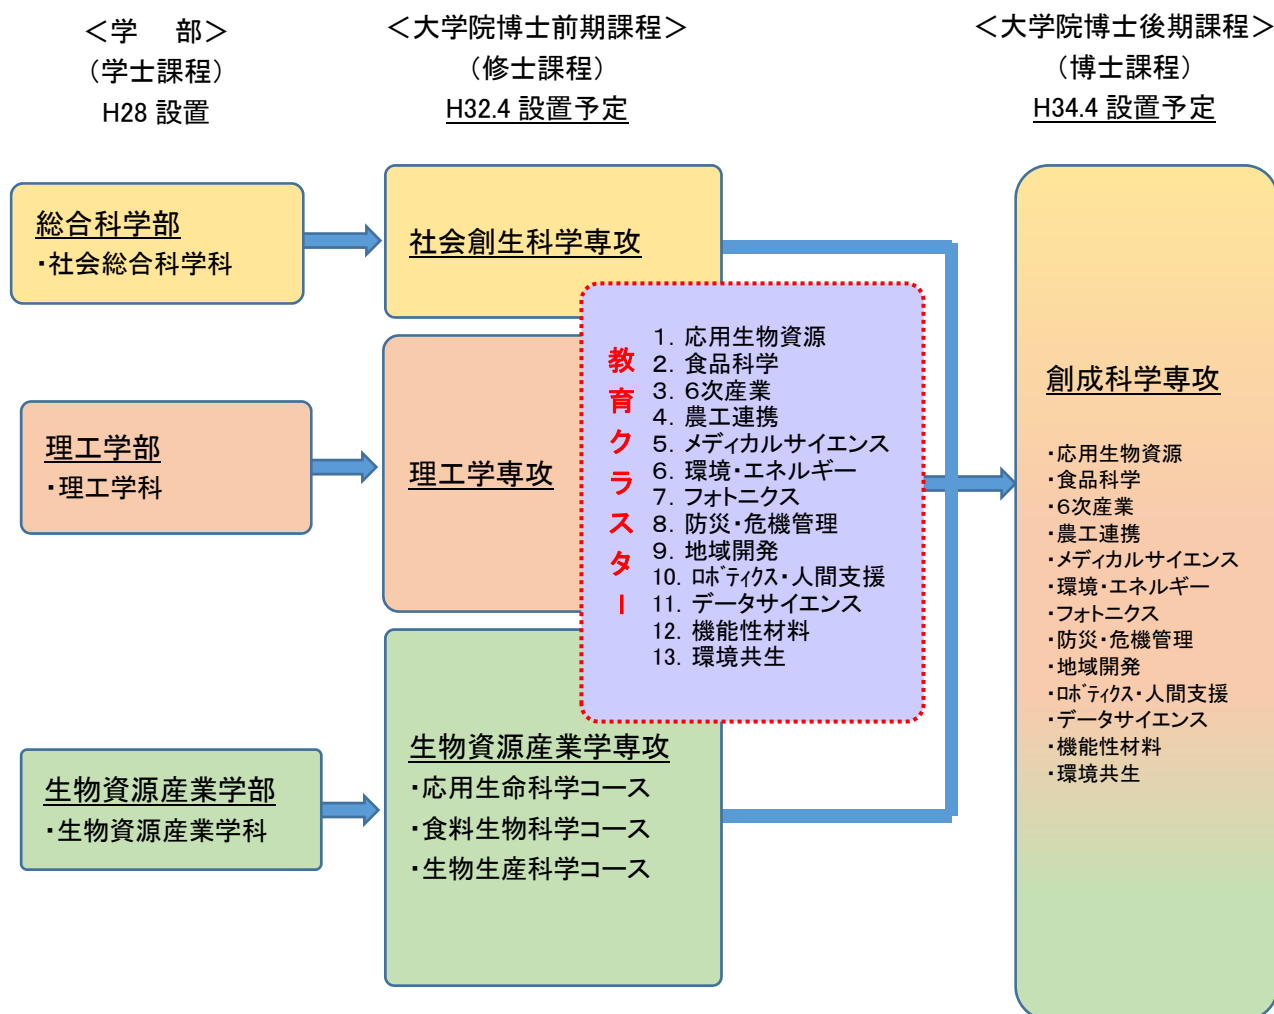 ＜学　部＞
（学士課程）
H28 設置
＜大学院博士前期課程＞
（修士課程）
H32.4 設置予定
＜大学院博士後期課程＞
（博士課程）
H34.4 設置予定
総合科学部
・社会総合科学科
理工学部
・理工学科
生物資源産業学部
・生物資源産業学科
社会創生科学専攻
理工学専攻
生物資源産業学専攻
・応用生命科学コース
・食料生物科学コース
・生物生産科学コース
教育クラスター
1. 応用生物資源
2. 食品科学
3. 6次産業
4. 農工連携
5. メディカルサイエンス
6. 環境・エネルギー
7. フォトニクス
8. 防災・危機管理
9. 地域開発
10. ﾛﾎﾞﾃｨｸｽ・人間支援
11. データサイエンス
12. 機能性材料
13. 環境共生
創成科学専攻
・応用生物資源
・食品科学
・6次産業
・農工連携
・メディカルサイエンス
・環境・エネルギー
・フォトニクス
・防災・危機管理
・地域開発
・ﾛﾎﾞﾃｨｸｽ・人間支援
・データサイエンス
・機能性材料
・環境共生